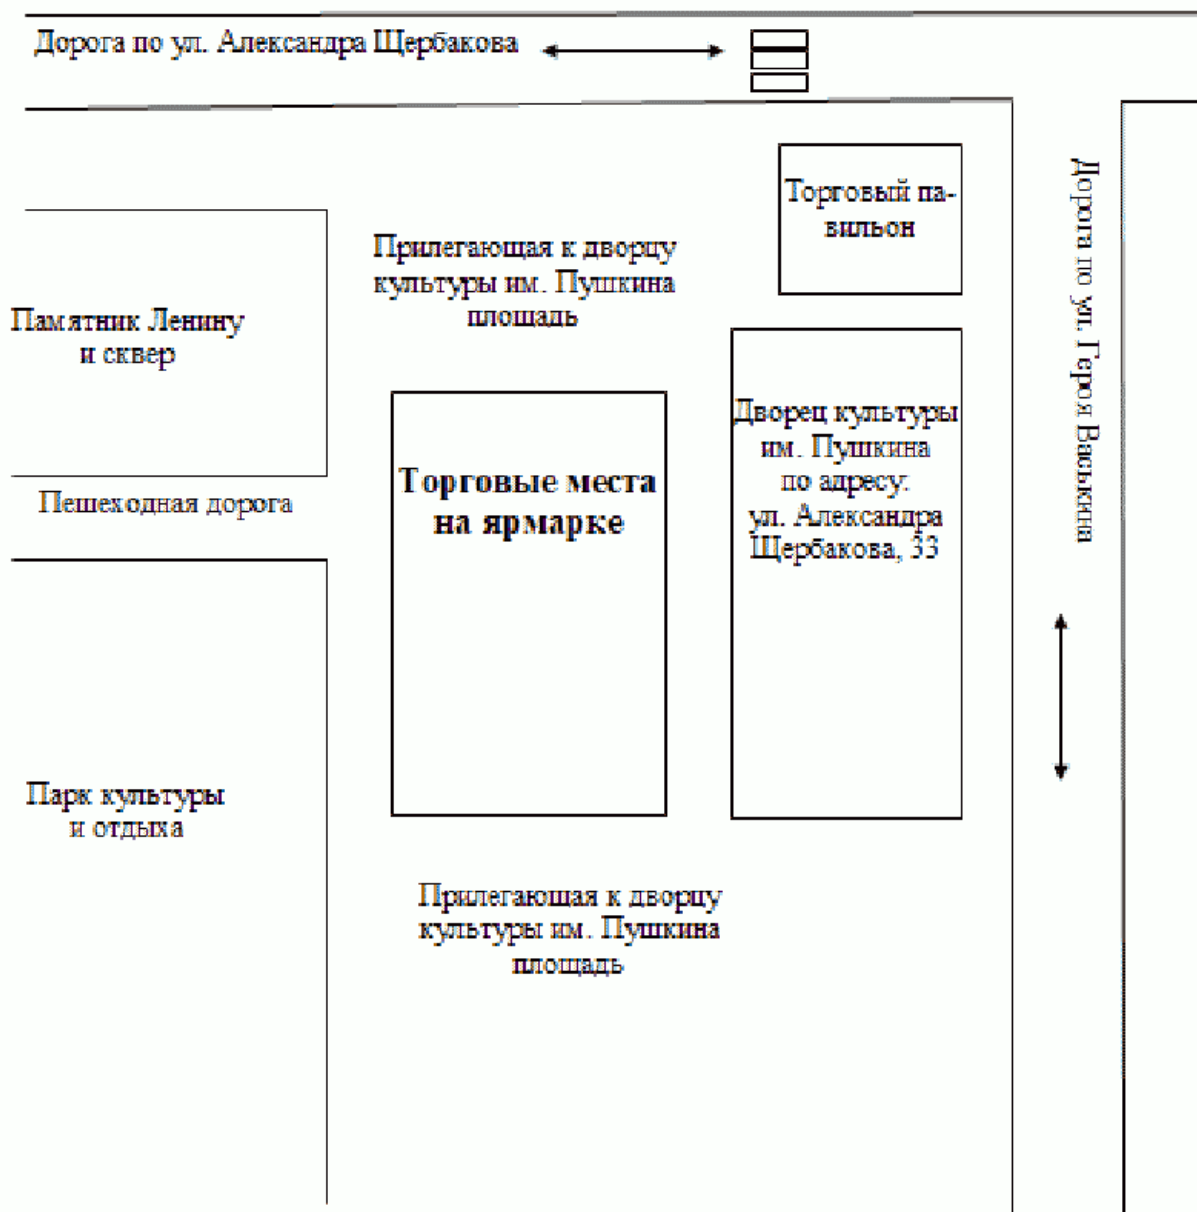 Дорога по ул. Александра Щербакова
Торговый па-
вильон
Дорога по ул. Героя Васькина
Прилегающая к дворцу
культуры им. Пушкина
площадь
Памятник Ленину
и сквер
Дворец культуры
им. Пушкина
по адресу:
ул. Александра
Щербакова, 33
Торговые места
на ярмарке
Пешеходная дорога
Парк культуры
и отдыха
Прилегающая к дворцу
культуры им. Пушкина
площадь